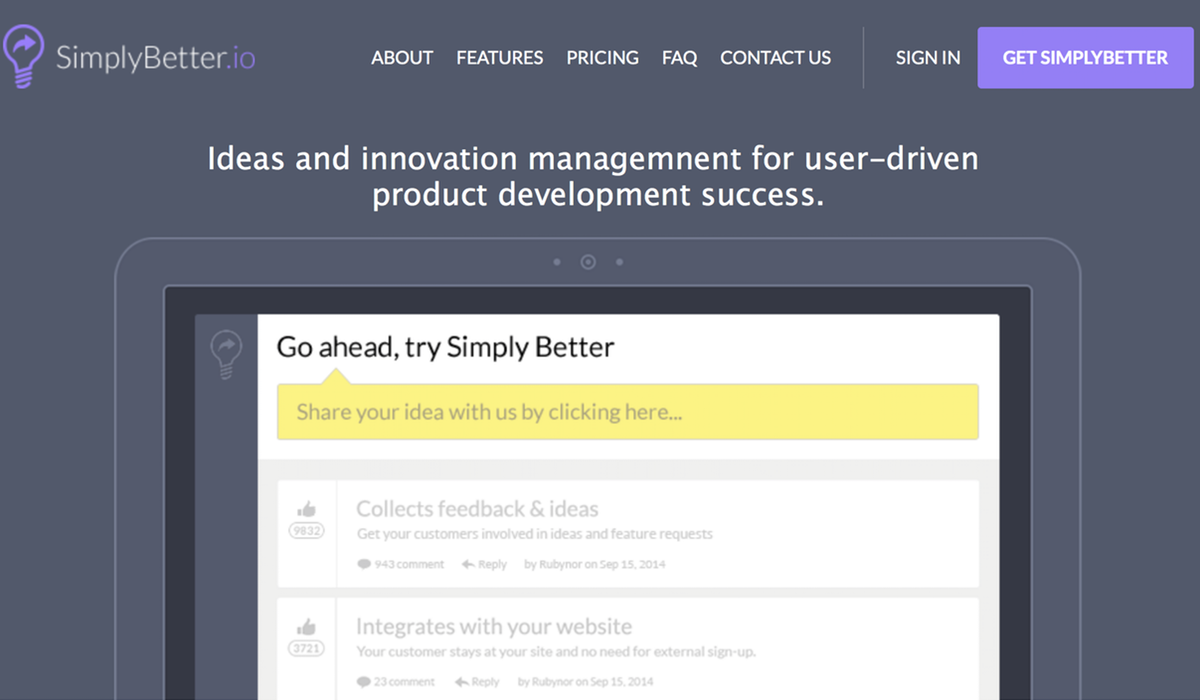 SimplyBetter.io
ABOUT FEATURES PRICING FAQ CONTACT US SIGN IN GET SIMPLYBETTER
Ideas and innovation managemnent for user-driven
product development success.
Go ahead, try Simply Better
Share your idea with us by clicking here...
Collects feedback & ideas
9832
Get your customers involved in ideas and feature requests
943 comment Reply by Rubynor on Sep 15, 2014
Integrates with your website
3721
Your customer stays at your site and no need for external sign-up.
23 comment Reply by Rubynor on Sep 15, 2014